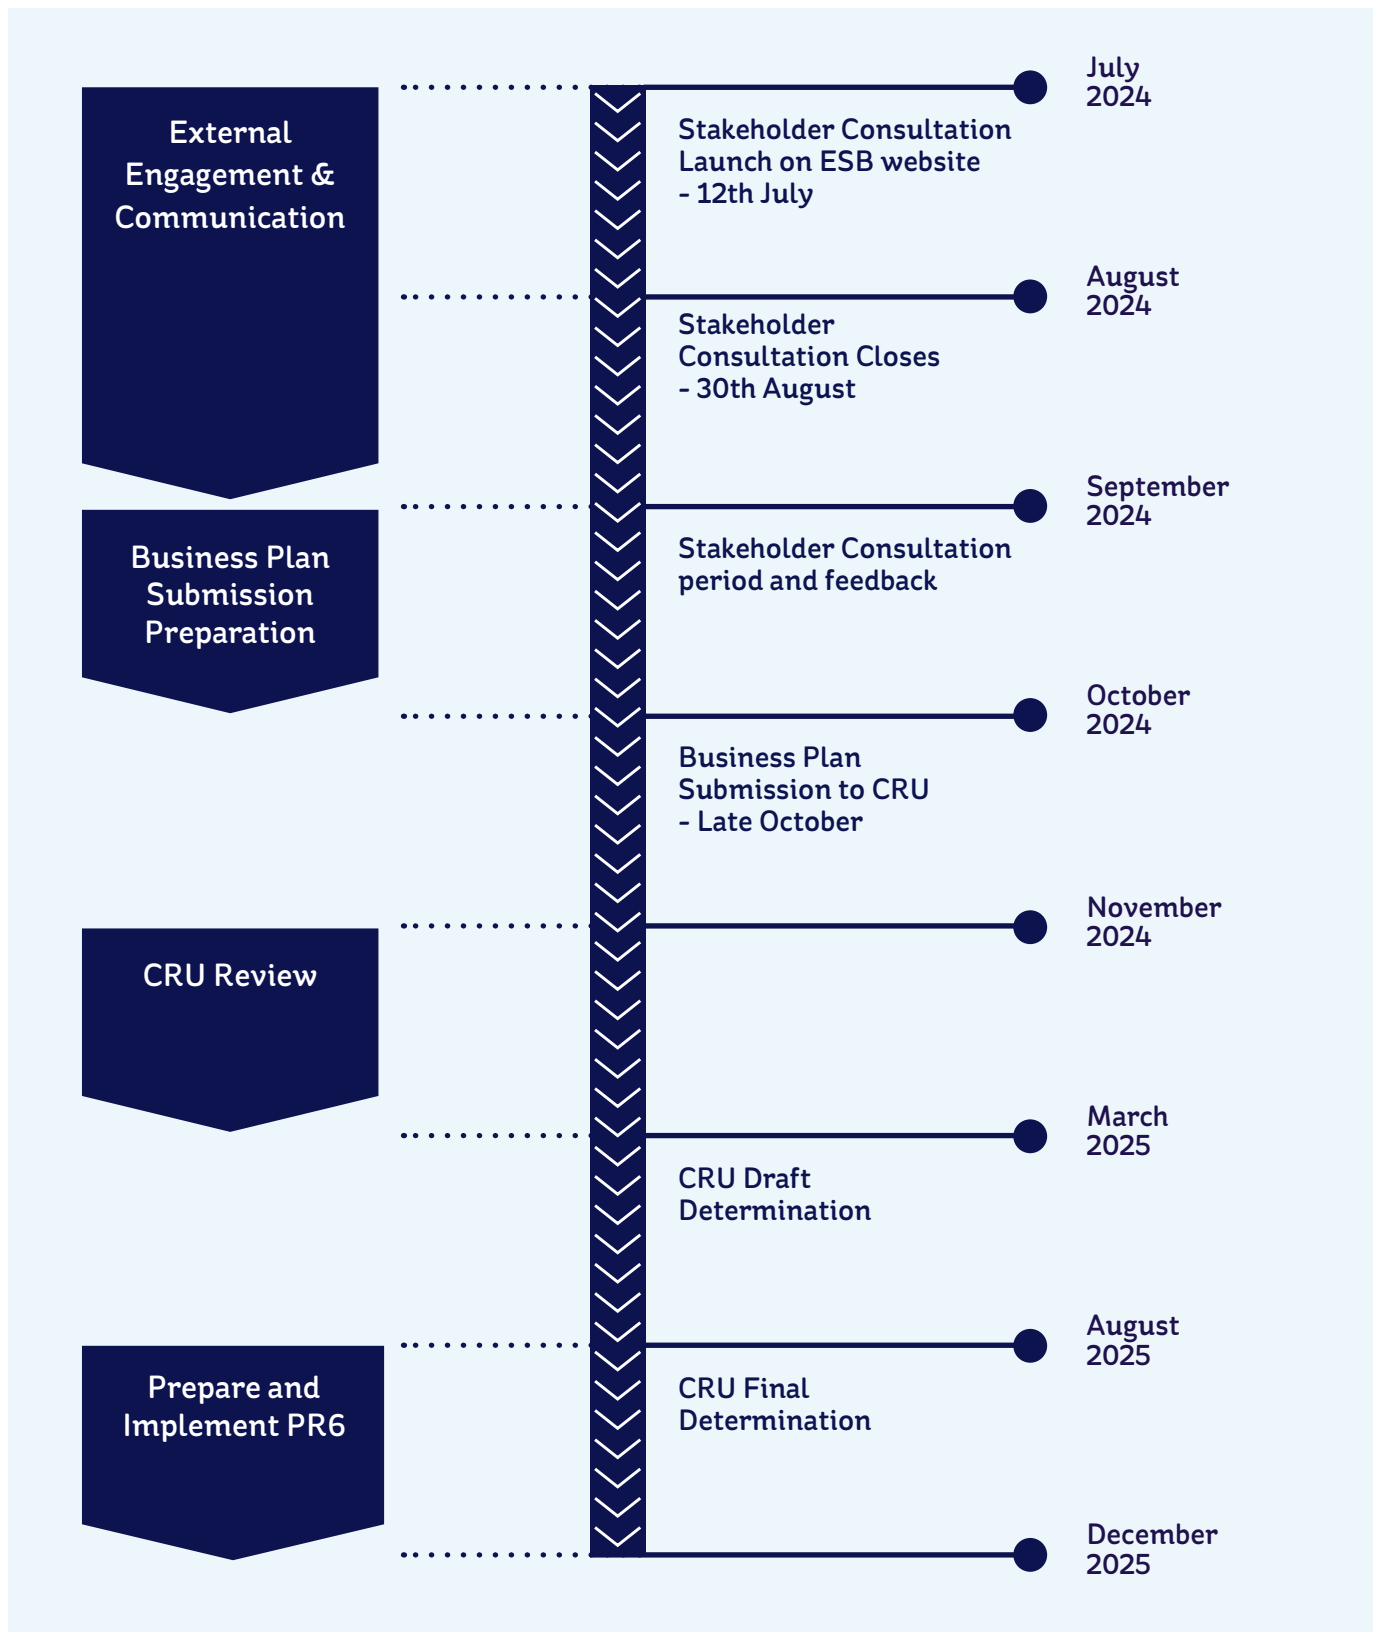 July
2024
External
Engagement &
Communication
Stakeholder Consultation
Launch on ESB website
- 12th July
August
2024
Stakeholder
Consultation Closes
- 30th August
September
2024
Business Plan
Submission
Preparation
Stakeholder Consultation
period and feedback
October
2024
Business Plan
Submission to CRU
- Late October
November
2024
CRU Review
March
2025
CRU Draft
Determination
August
2025
Prepare and
Implement PR6
CRU Final
Determination
December
2025